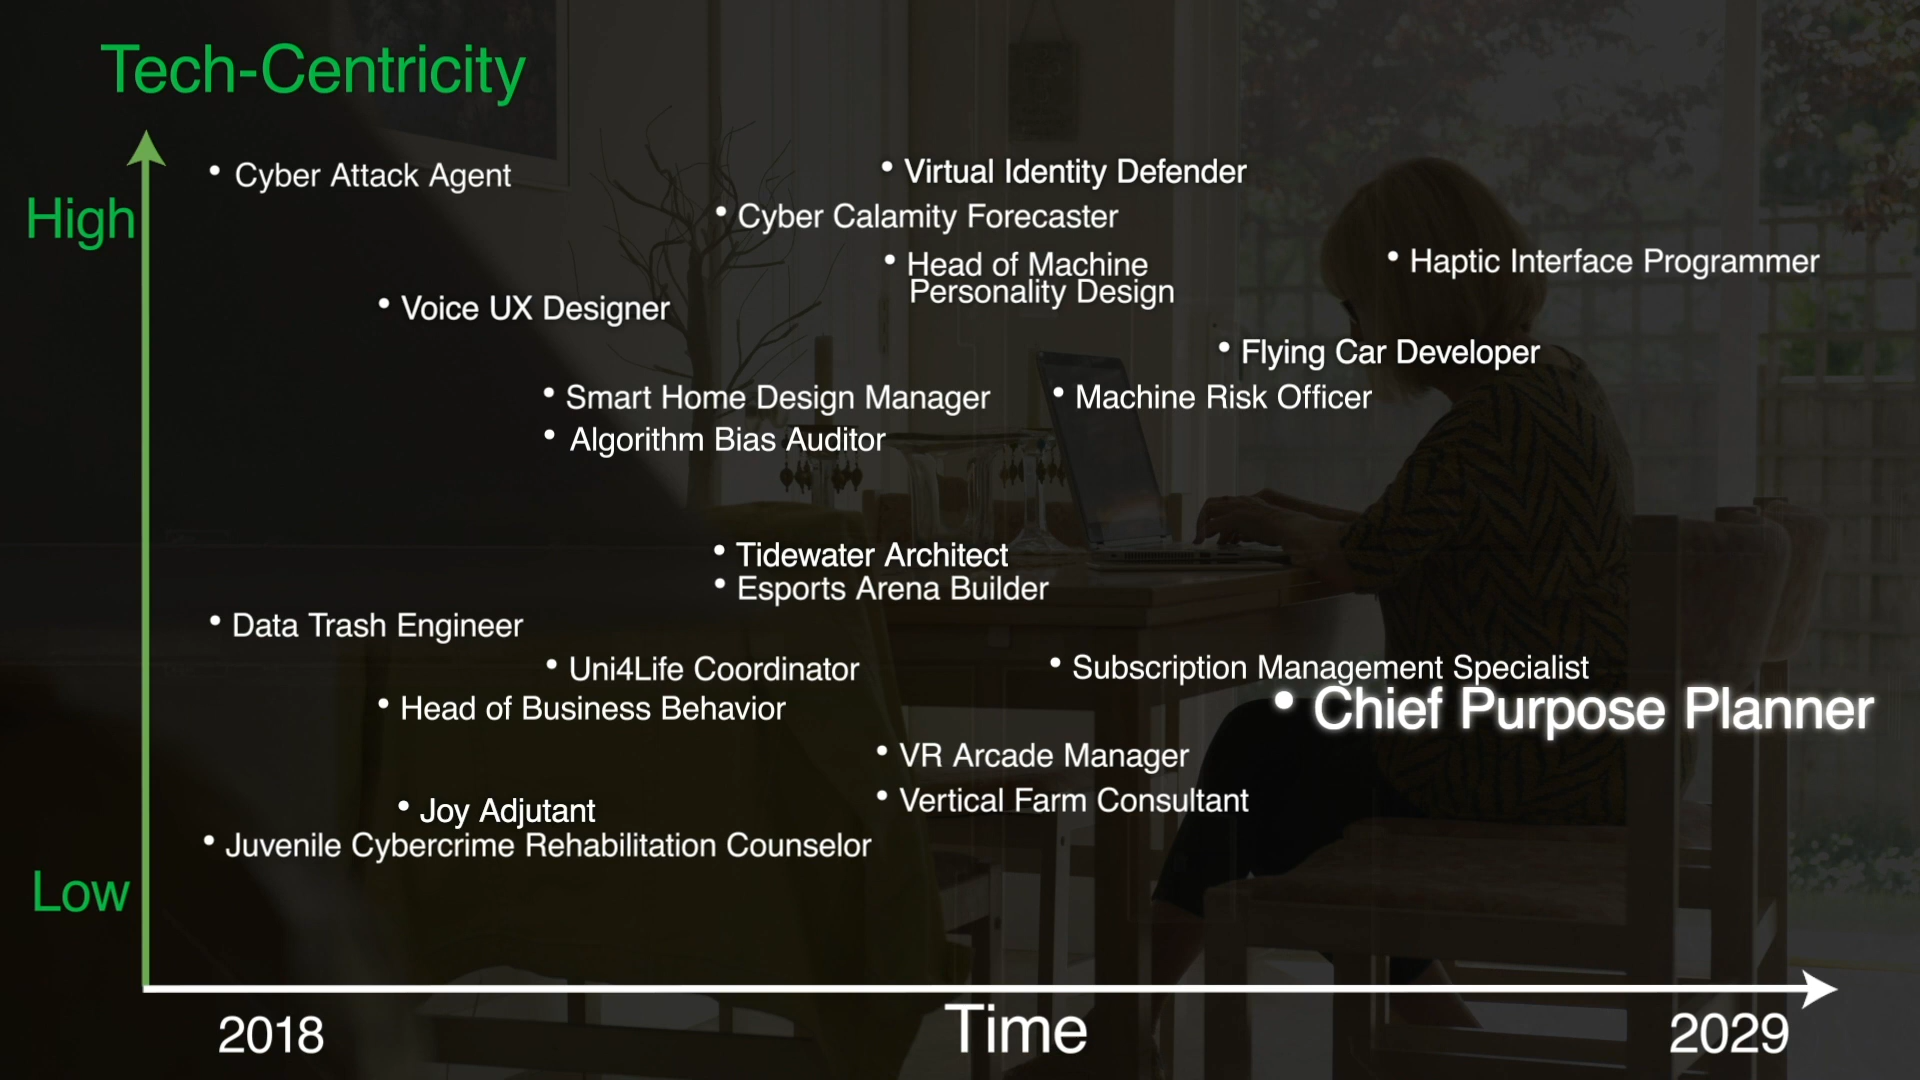 Tech-Centricity
High
• Cyber Attack Agent
• Virtual Identity Defender
• Cyber Calamity Forecaster
• Head of Machine
Personality Design
• Haptic Interface Programmer
• Voice UX Designer
• Flying Car Developer
• Smart Home Design Manager
• Machine Risk Officer
• Algorithm Bias Auditor
• Tidewater Architect
• Esports Arena Builder
• Data Trash Engineer
• Uni4Life Coordinator
• Subscription Management Specialist
• Head of Business Behavior
• Chief Purpose Planner
• VR Arcade Manager
• Vertical Farm Consultant
• Joy Adjutant
• Juvenile Cybercrime Rehabilitation Counselor
Low
2018
Time
2029